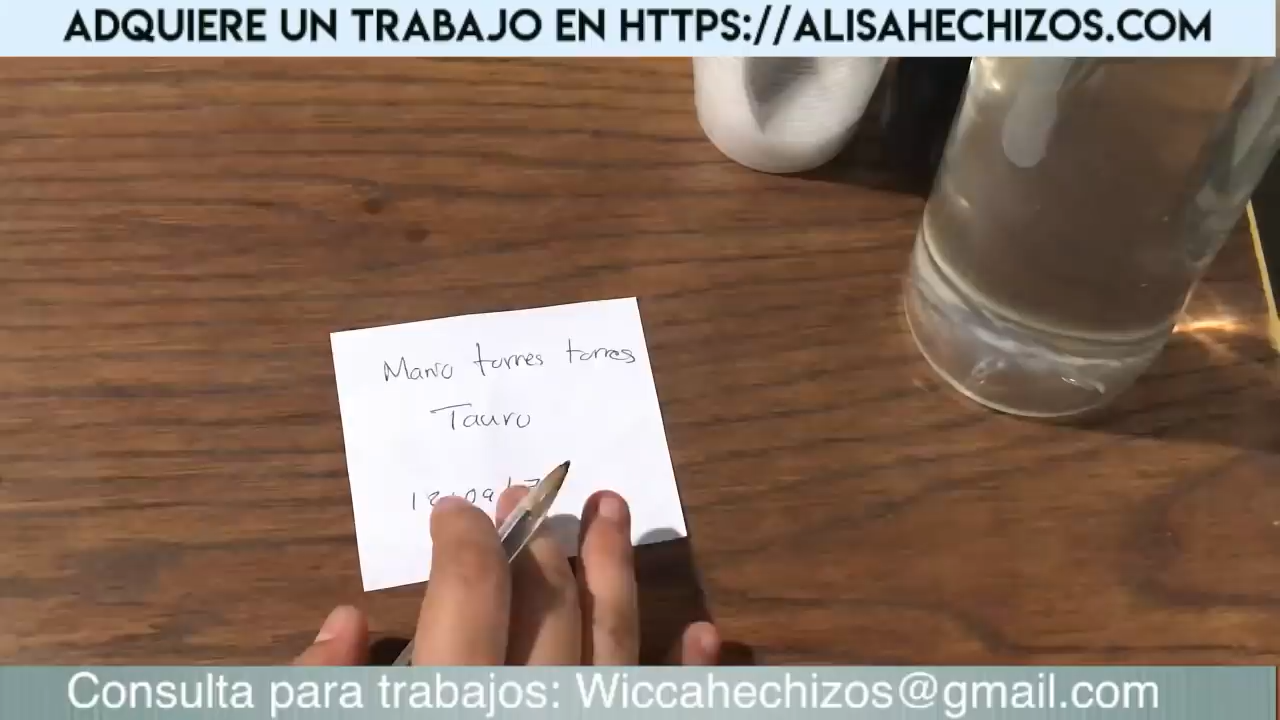 ADQUIERE UN TRABAJO EN HTTPS://ALISAHECHIZOS.COM
Mario torres torres
Tauro
Consulta para trabajos: Wiccahechizos@gmail.com